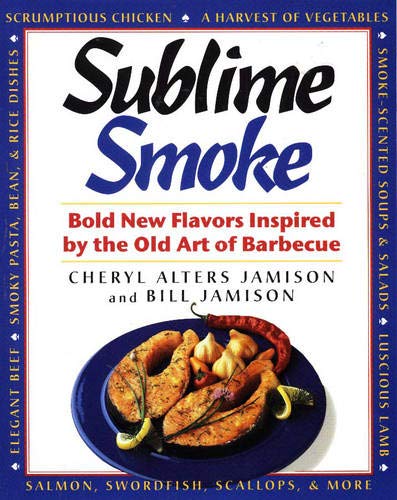 SCRUMPTIOUS CHICKEN ♠ A HARVEST OF VEGETABLES
SMOKE-SCENTED SOUPS & SALADS ♠ LUSCIOUS LAMB ♠
SALMON, SWORDFISH, SCALLOPS, & MORE
♠ ELEGANT BEEF ♠ SMOKY PASTA, BEAN, & RICE DISHES
Sublime
Smoke
Bold New Flavors Inspired
by the Old Art of Barbecue
CHERYL ALTERS JAMISON
and BILL JAMISON